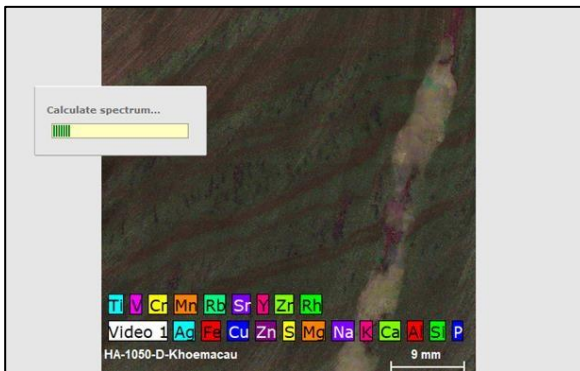 Calculate spectrum...
Ti V Cr Mn Rb Sr Y Zr Rh
Video 1 Ag Fe Cu Zn S Mg Na K Ca Al Si P
HA-1050-D-Khoemacau
9 mm